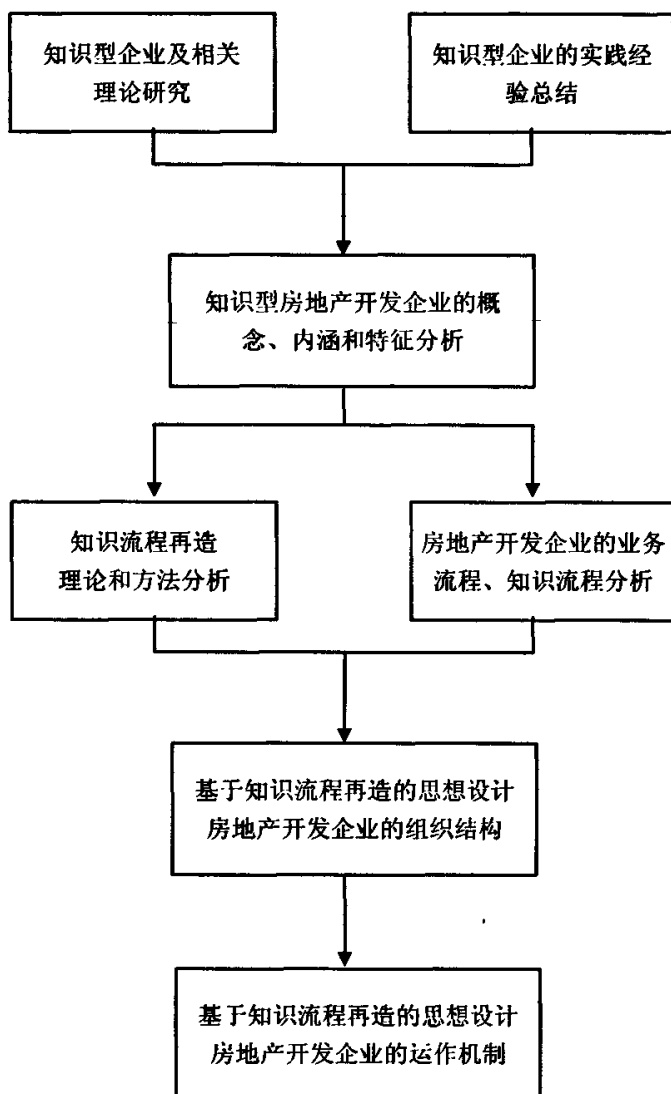 知识型企业及相关
理论研究
知识型企业的实践经
验总结
知识型房地产开发企业的概
念、内涵和特征分析
知识流程再造
理论和方法分析
房地产开发企业的业务
流程、知识流程分析
基于知识流程再造的思想设计
房地产开发企业的组织结构
基于知识流程再造的思想设计
房地产开发企业的运作机制